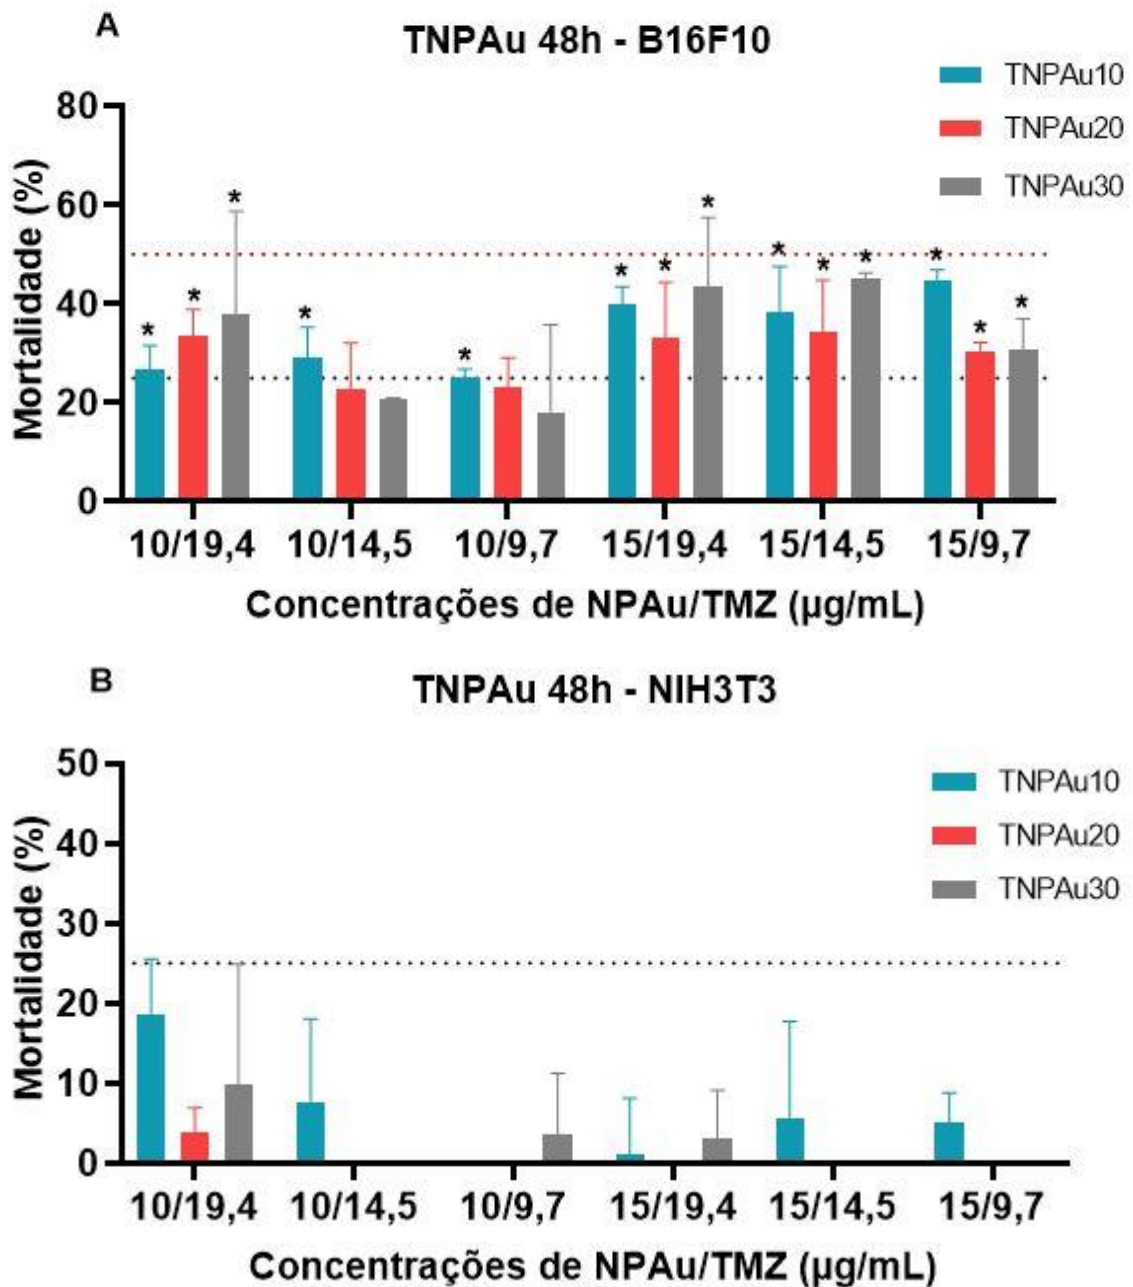 A
TNPAu 48h - B16F10
TNPAu10
TNPAu20
TNPAu30
Mortalidade (%)
80
60
40
20
0
* * * * * * * * * * * * * *
10/19,4 10/14,5 10/9,7 15/19,4 15/14,5 15/9,7
Concentrações de NPAu/TMZ (µg/mL)
B
TNPAu 48h - NIH3T3
TNPAu10
TNPAu20
TNPAu30
Mortalidade (%)
50
40
30
20
10
0
10/19,4 10/14,5 10/9,7 15/19,4 15/14,5 15/9,7
Concentrações de NPAu/TMZ (µg/mL)